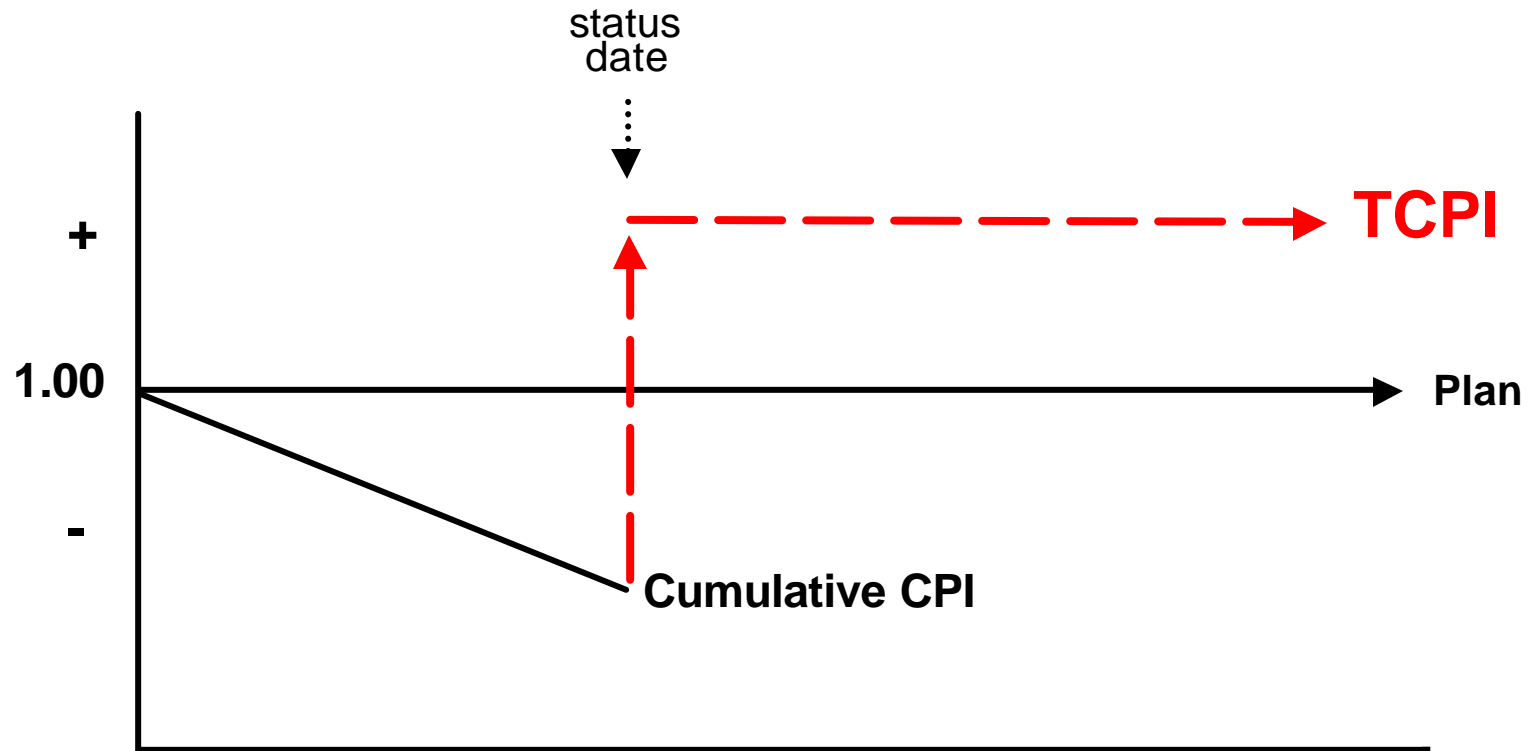 status
date
+
TCPI
1.00
Plan
-
Cumulative CPI